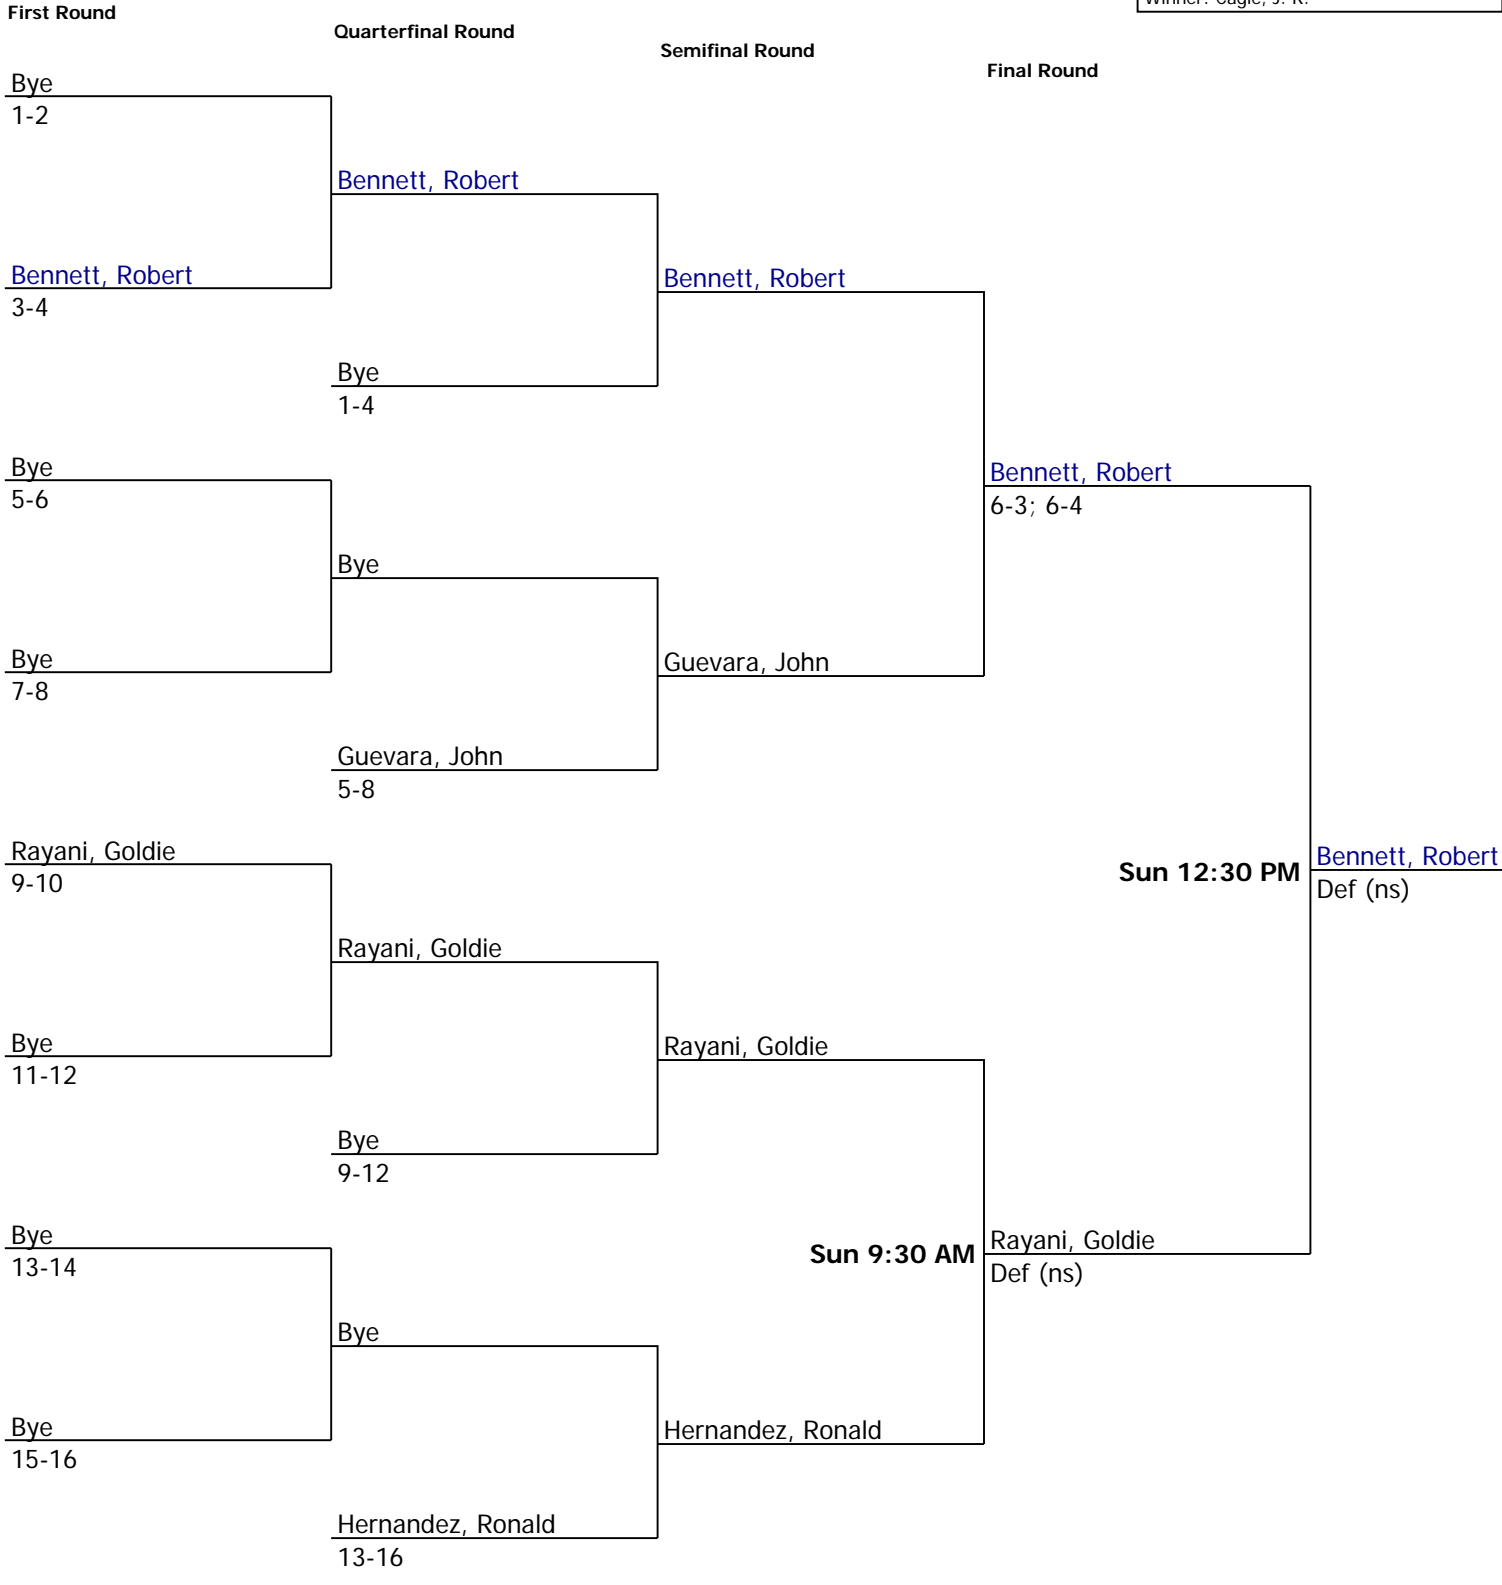 Winner: Cagle, J. R.
First Round
Quarterfinal Round
Semifinal Round
Final Round
Bye
1-2
Bennett, Robert
Bennett, Robert
3-4
Bennett, Robert
Bye
1-4
Bye
5-6
Bennett, Robert
6-3; 6-4
Bye
Bye
7-8
Guevara, John
Guevara, John
5-8
Rayani, Goldie
9-10
Sun 12:30 PM
Bennett, Robert
Def (ns)
Rayani, Goldie
Bye
11-12
Rayani, Goldie
Bye
9-12
Bye
13-14
Sun 9:30 AM
Rayani, Goldie
Def (ns)
Bye
Bye
15-16
Hernandez, Ronald
Hernandez, Ronald
13-16